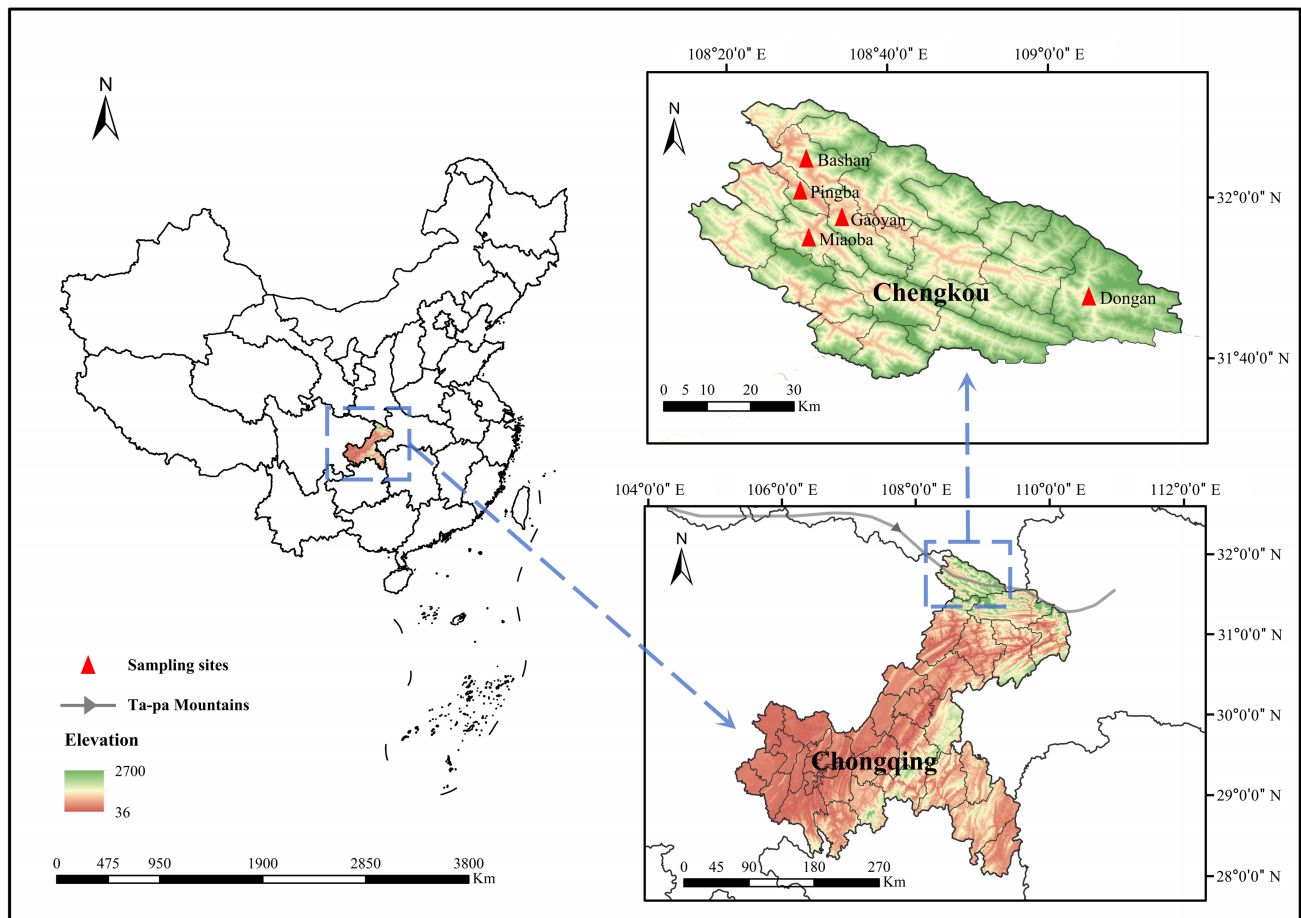 N
Sampling sites
Ta-pa Mountains
Elevation
2700
36
0 475 950 1900 2850 3800
Km
108°20'0" E 108°40'0" E 109°0'0" E
N
Bashan
Pingba
Gaoyan
Miaoba
Chengkou
Dongan
32°0'0" N
31°40'0" N
0 5 10 20 30
Km
104°0'0" E 106°0'0" E 108°0'0" E 110°0'0" E 112°0'0" E
N
32°0'0" N
31°0'0" N
30°0'0" N
29°0'0" N
28°0'0" N
Chongqing
0 45 90 180 270
Km